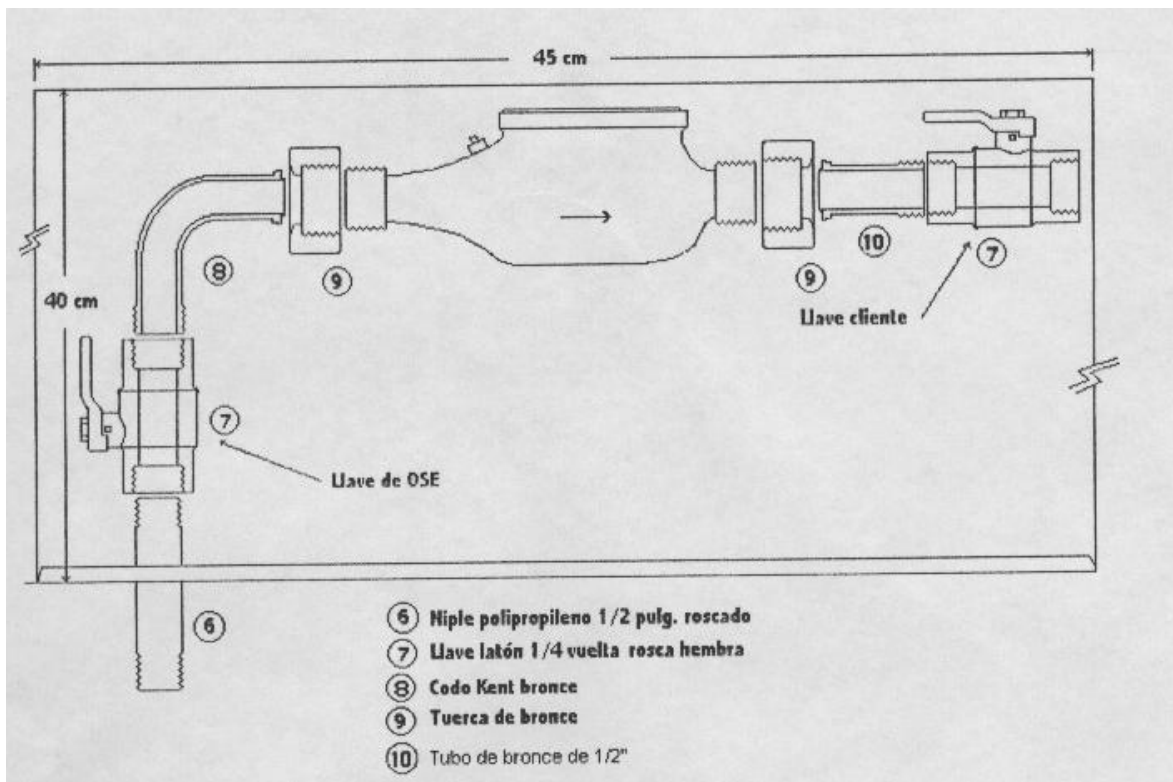 45 cm
40 cm
8
9
10
7
9
Llave cliente
7
Llave de OSE
6
6 Niple polipropileno 1/2 pulg. roscado
7 Llave latón 1/4 vuelta rosca hembra
8 Codo Kent bronce
9 Tuerca de bronce
10 Tubo de bronce de 1/2"